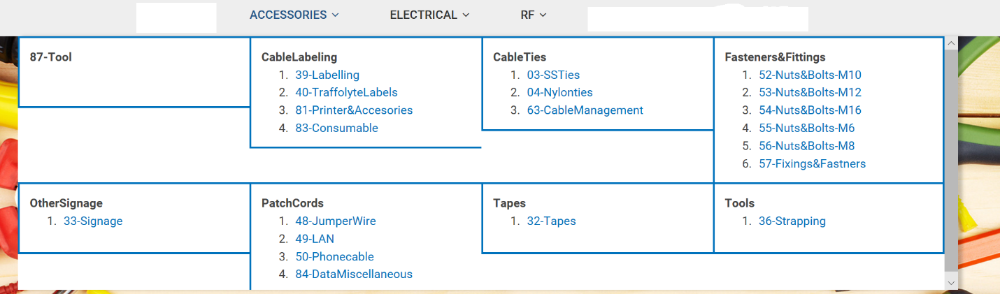 ACCESSORIES ELECTRICAL RF
87-Tool
CableLabeling
1. 39-Labelling
2. 40-TraffolyteLabels
3. 81-Printer&Accesories
4. 83-Consumable
CableTies
1. 03-SSTies
2. 04-Nylonties
3. 63-CableManagement
Fasteners&Fittings
1. 52-Nuts&Bolts-M10
2. 53-Nuts&Bolts-M12
3. 54-Nuts&Bolts-M16
4. 55-Nuts&Bolts-M6
5. 56-Nuts&Bolts-M8
6. 57-Fixings&Fastners
OtherSignage
1. 33-Signage
PatchCords
1. 48-JumperWire
2. 49-LAN
3. 50-Phonecable
4. 84-DataMiscellaneous
Tapes
1. 32-Tapes
Tools
1. 36-Strapping